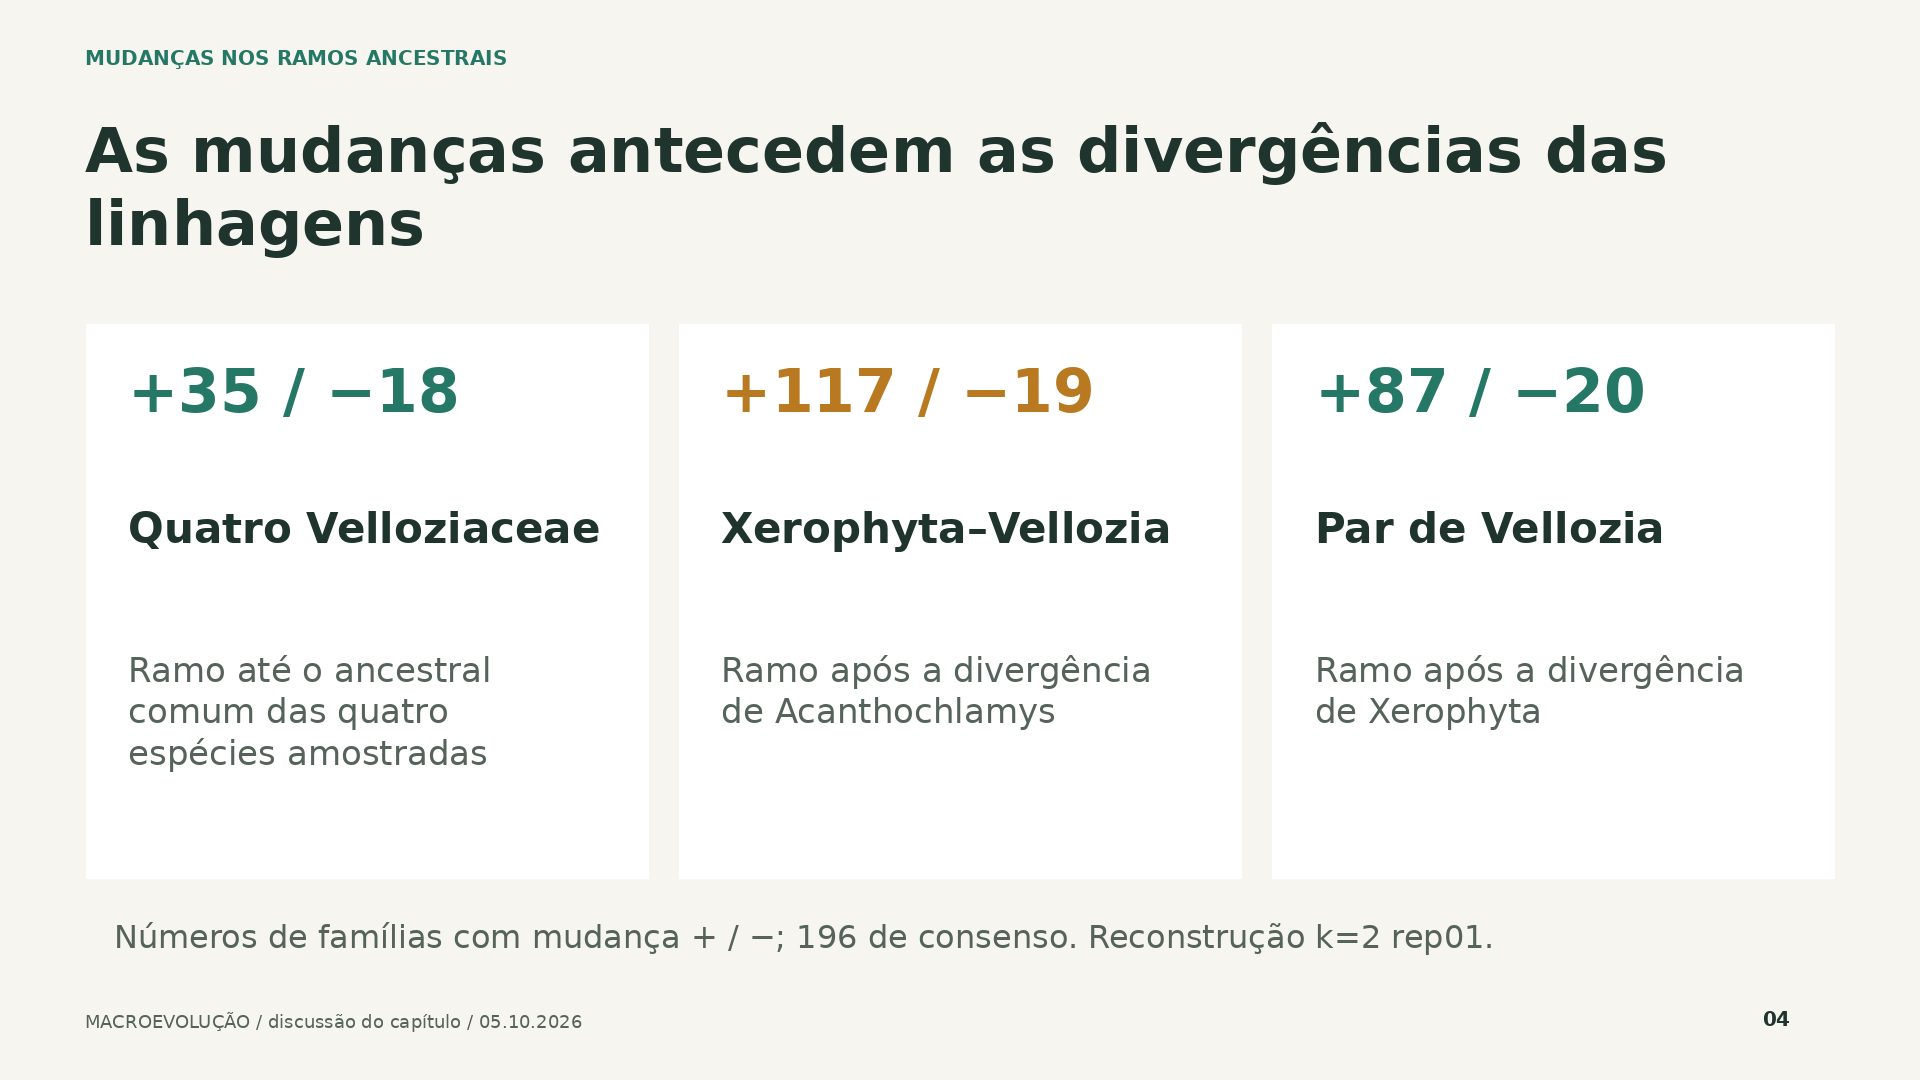 MUDANÇAS NOS RAMOS ANCESTRAIS
As mudanças antecedem as divergências das
linhagens
+35 / −18
Quatro Velloziaceae
Ramo até o ancestral
comum das quatro
espécies amostradas
+117 / −19
Xerophyta–Vellozia
Ramo após a divergência
de Acanthochlamys
+87 / −20
Par de Vellozia
Ramo após a divergência
de Xerophyta
Números de famílias com mudança + / −; 196 de consenso. Reconstrução k=2 rep01.
MACROEVOLUÇÃO / discussão do capítulo / 05.10.2026
04